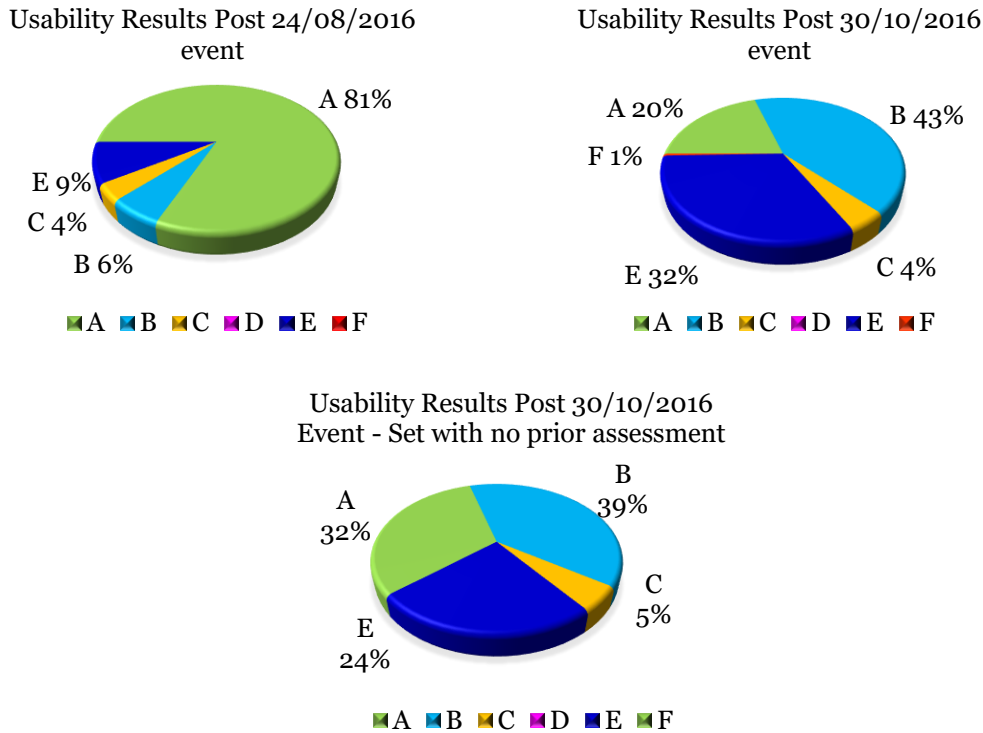 Usability Results Post 24/08/2016
event
A 81%
E 9%
C 4%
B 6%
A B C D E F
Usability Results Post 30/10/2016
event
A 20%
B 43%
F 1%
E 32%
C 4%
A B C D E F
Usability Results Post 30/10/2016
Event - Set with no prior assessment
B
39%
A
32%
C
5%
E
24%
A B C D E F